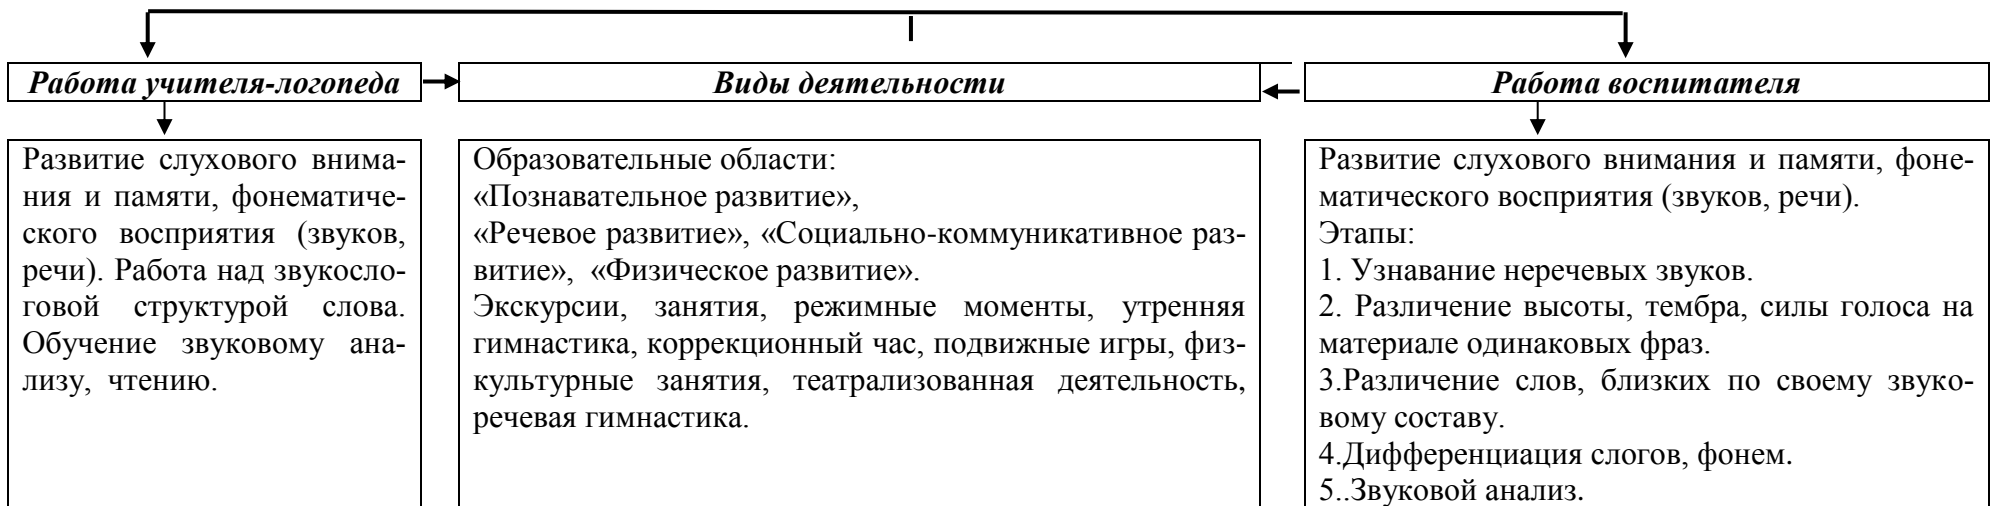 Работа учителя-логопеда
Виды деятельности
Работа воспитателя
Развитие слухового внима-
ния и памяти, фонематиче-
ского восприятия (звуков,
речи). Работа над звукосло-
говой структурой слова.
Обучение звуковому ана-
лизу, чтению.
Образовательные области:
«Познавательное развитие»,
«Речевое развитие», «Социально-коммуникативное раз-
витие», «Физическое развитие».
Экскурсии, занятия, режимные моменты, утренняя
гимнастика, коррекционный час, подвижные игры, физ-
культурные занятия, театрализованная деятельность,
речевая гимнастика.
Развитие слухового внимания и памяти, фоне-
матического восприятия (звуков, речи).
Этапы:
1. Узнавание неречевых звуков.
2. Различение высоты, тембра, силы голоса на
материале одинаковых фраз.
3.Различение слов, близких по своему звуко-
вому составу.
4.Дифференциация слогов, фонем.
5..Звуковой анализ.